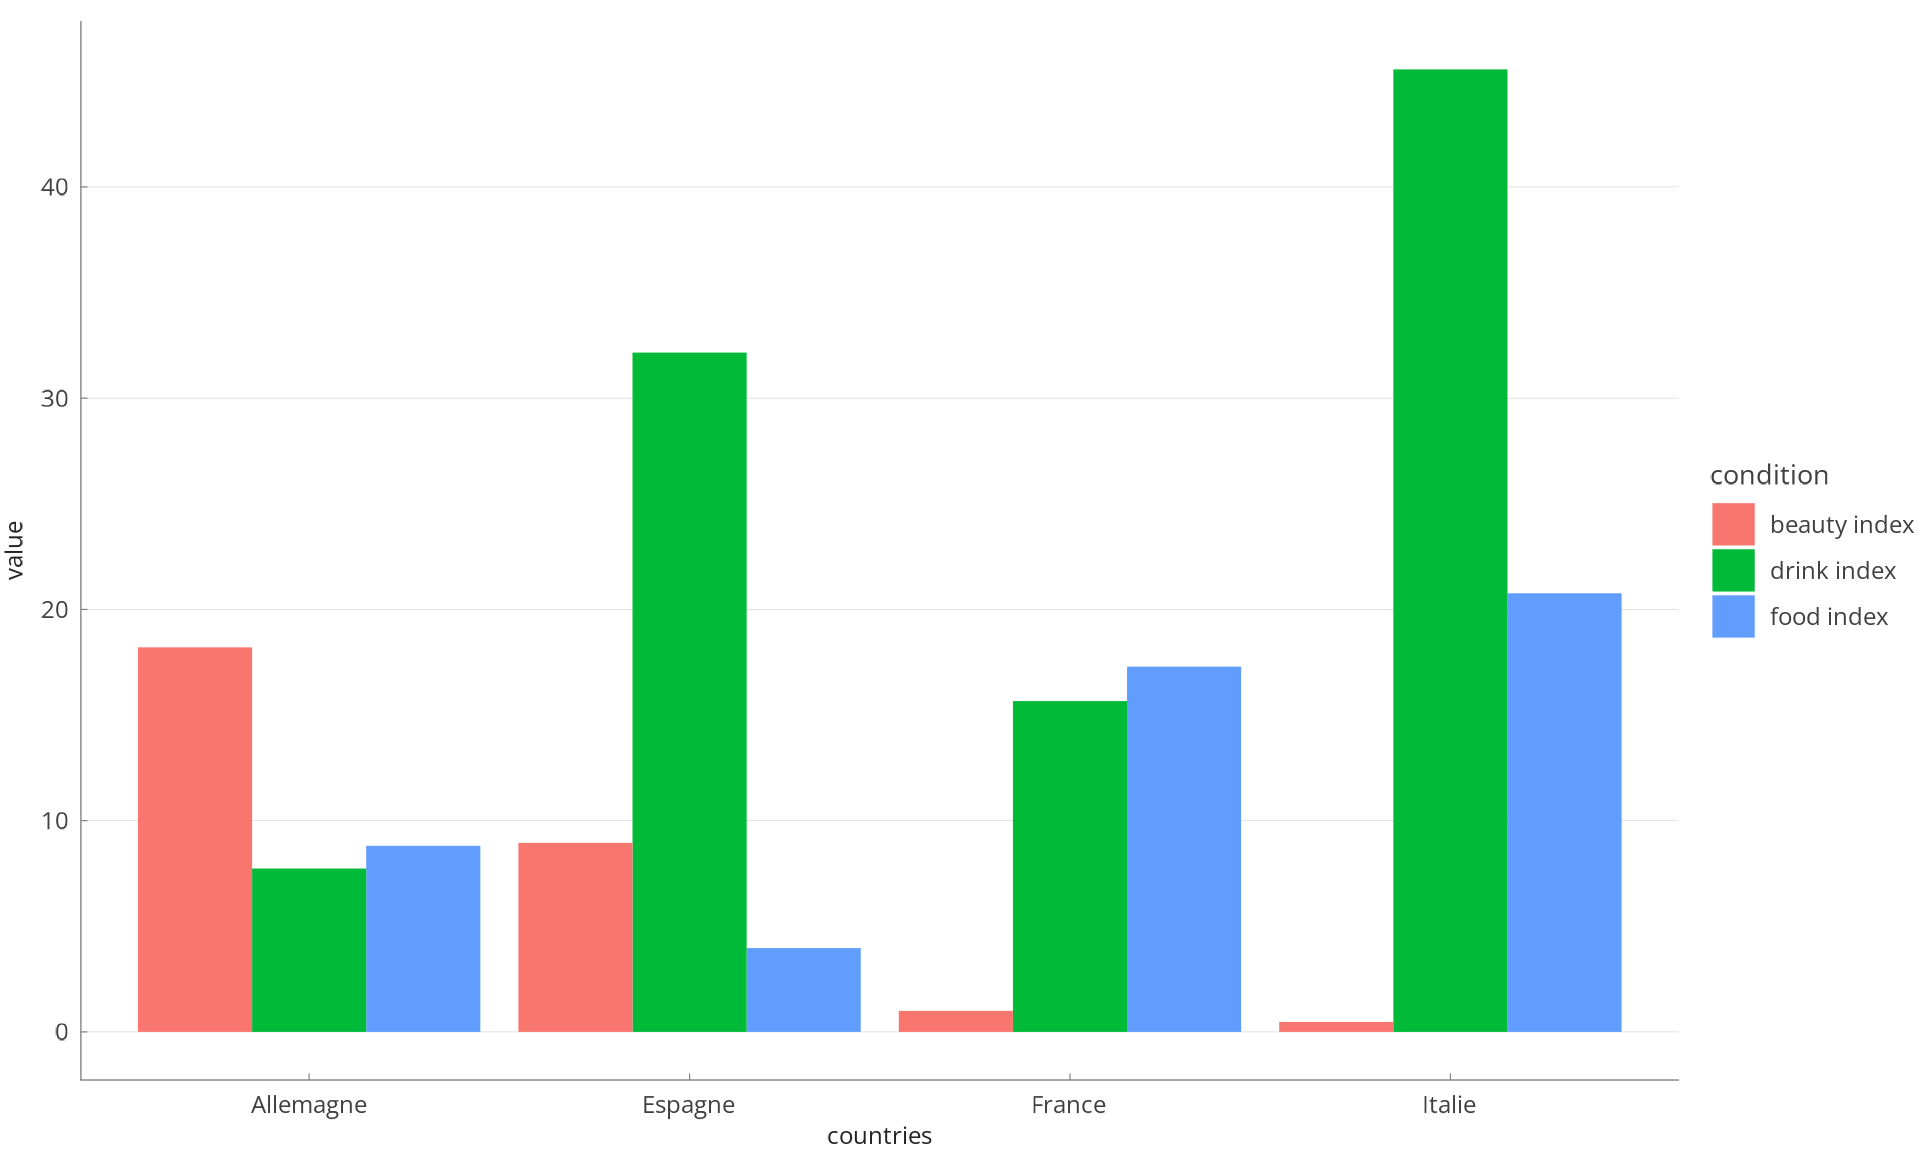 value
40
30
20
10
0
Allemagne
Espagne
France
Italie
countries
condition
beauty index
drink index
food index